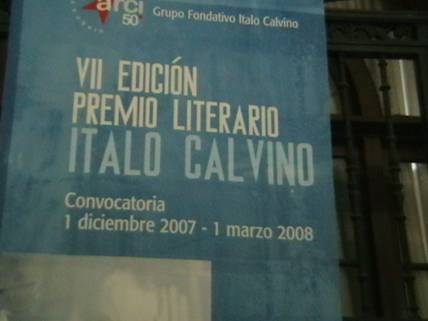 arci Grupo Fondativo Italo Calvino
50
VII EDICIÓN
PREMIO LITERARIO
ITALO CALVINO
Convocatoria
1 diciembre 2007 - 1 marzo 2008